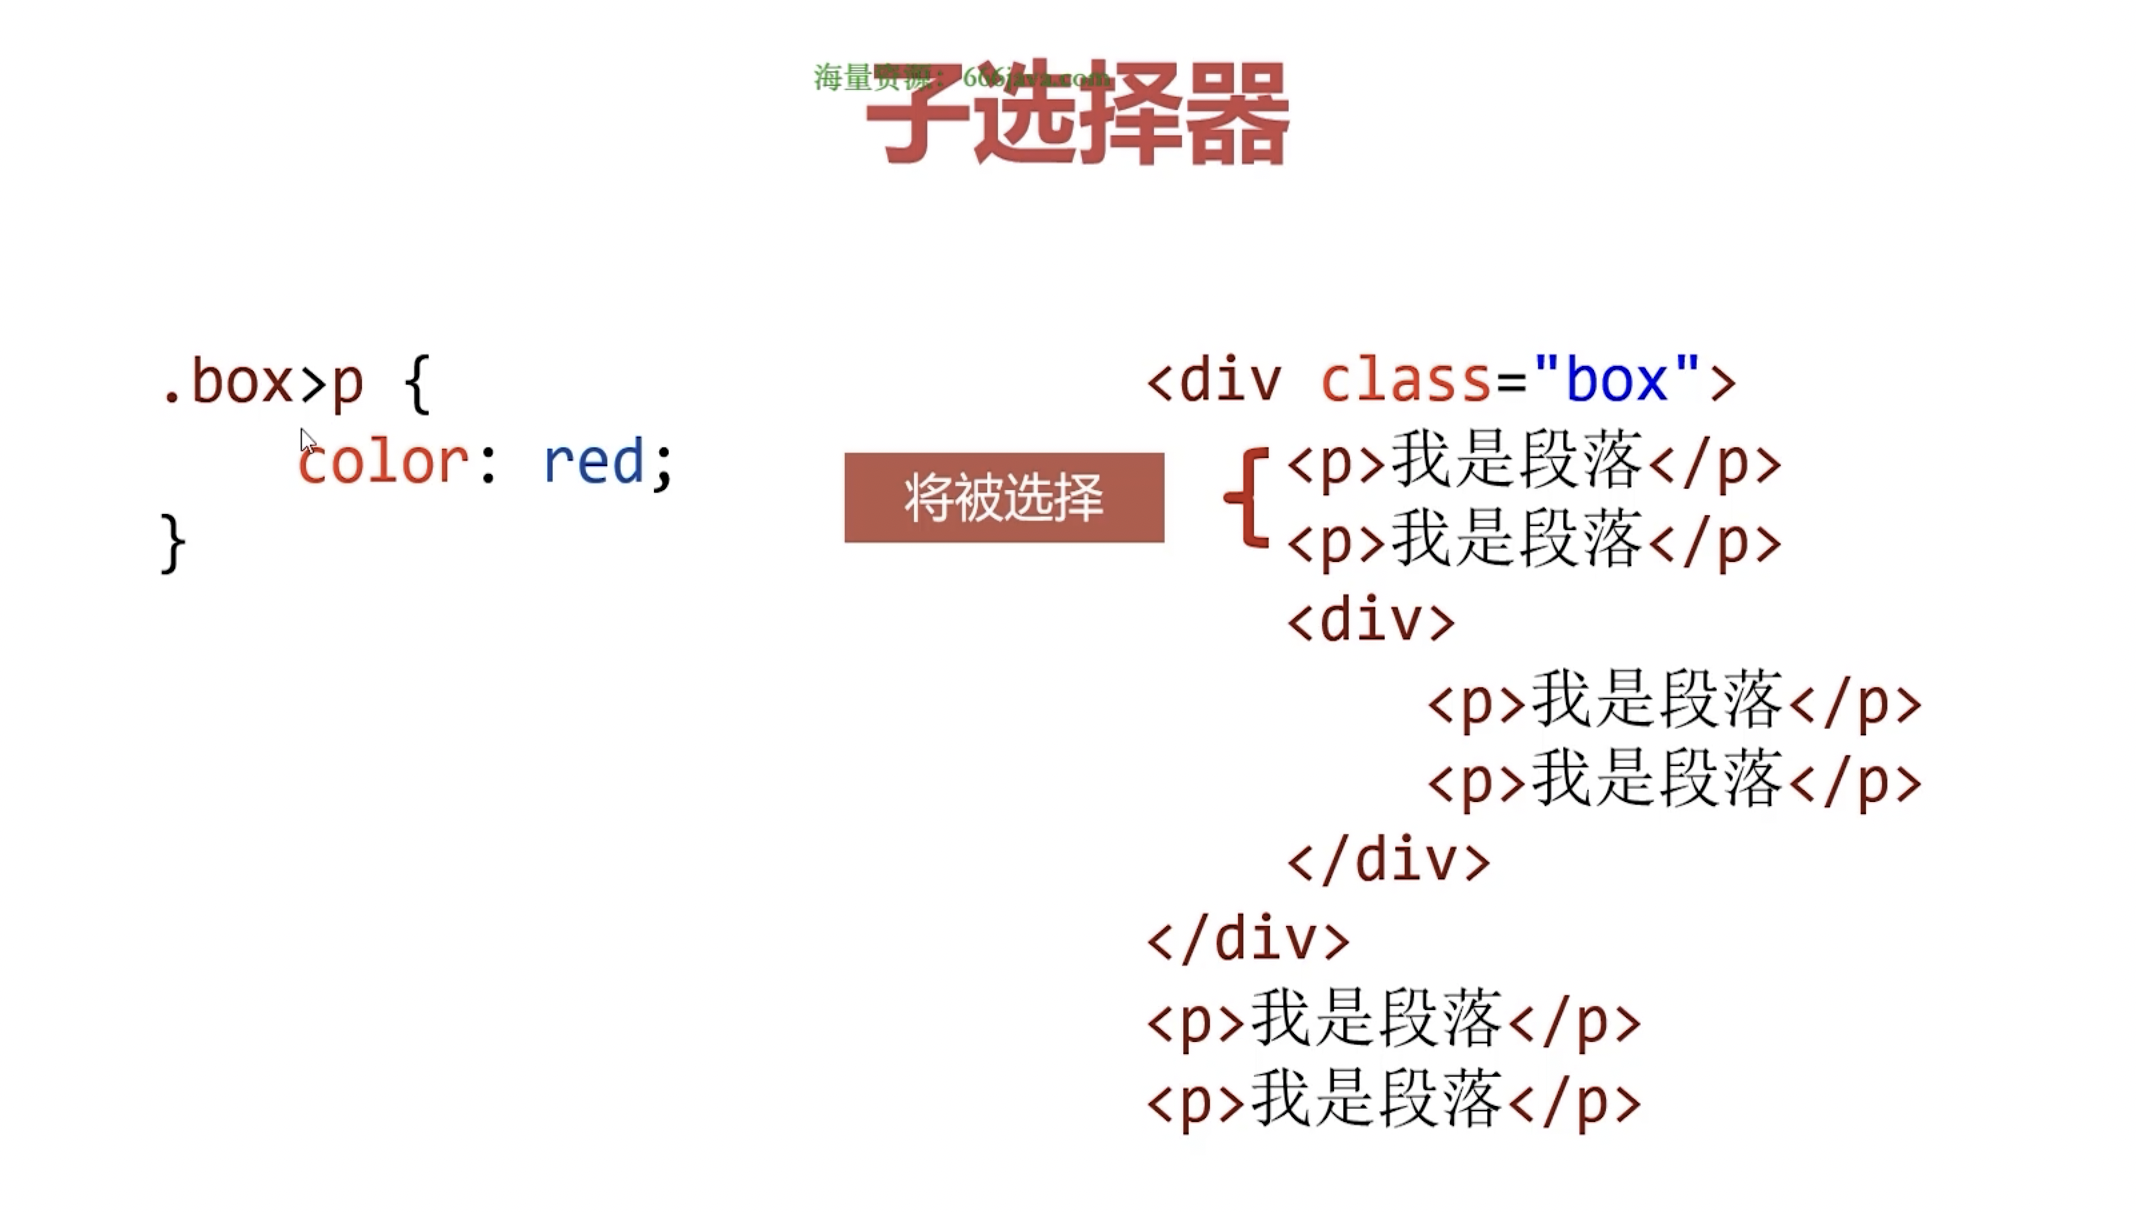 海量资源：666java.com
子选择器
.box>p {
color: red;
}
将被选择
<div class="box">
<p>我是段落</p>
<p>我是段落</p>
<div>
<p>我是段落</p>
<p>我是段落</p>
</div>
</div>
<p>我是段落</p>
<p>我是段落</p>